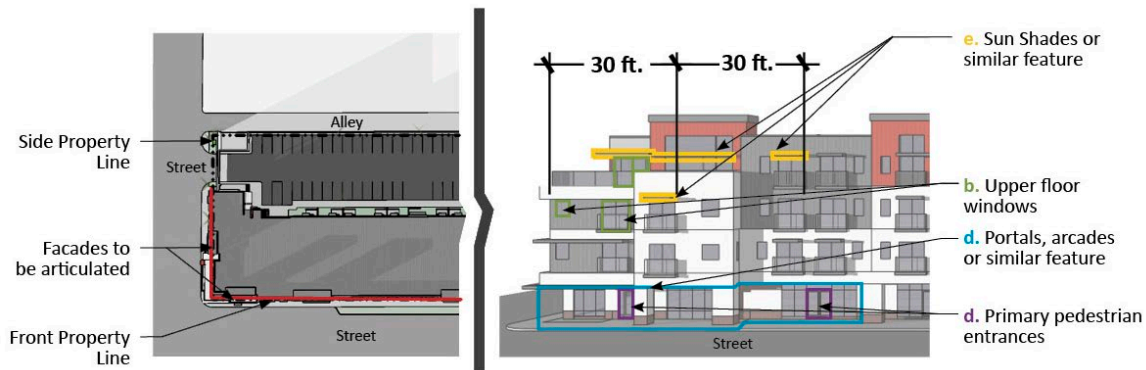 Side Property
Line
Alley
Street
Facades to
be articulated
Front Property
Line
Street
30 ft.
30 ft.
e. Sun Shades or
similar feature
b. Upper floor
windows
d. Portals, arcades
or similar feature
d. Primary pedestrian
entrances
Street